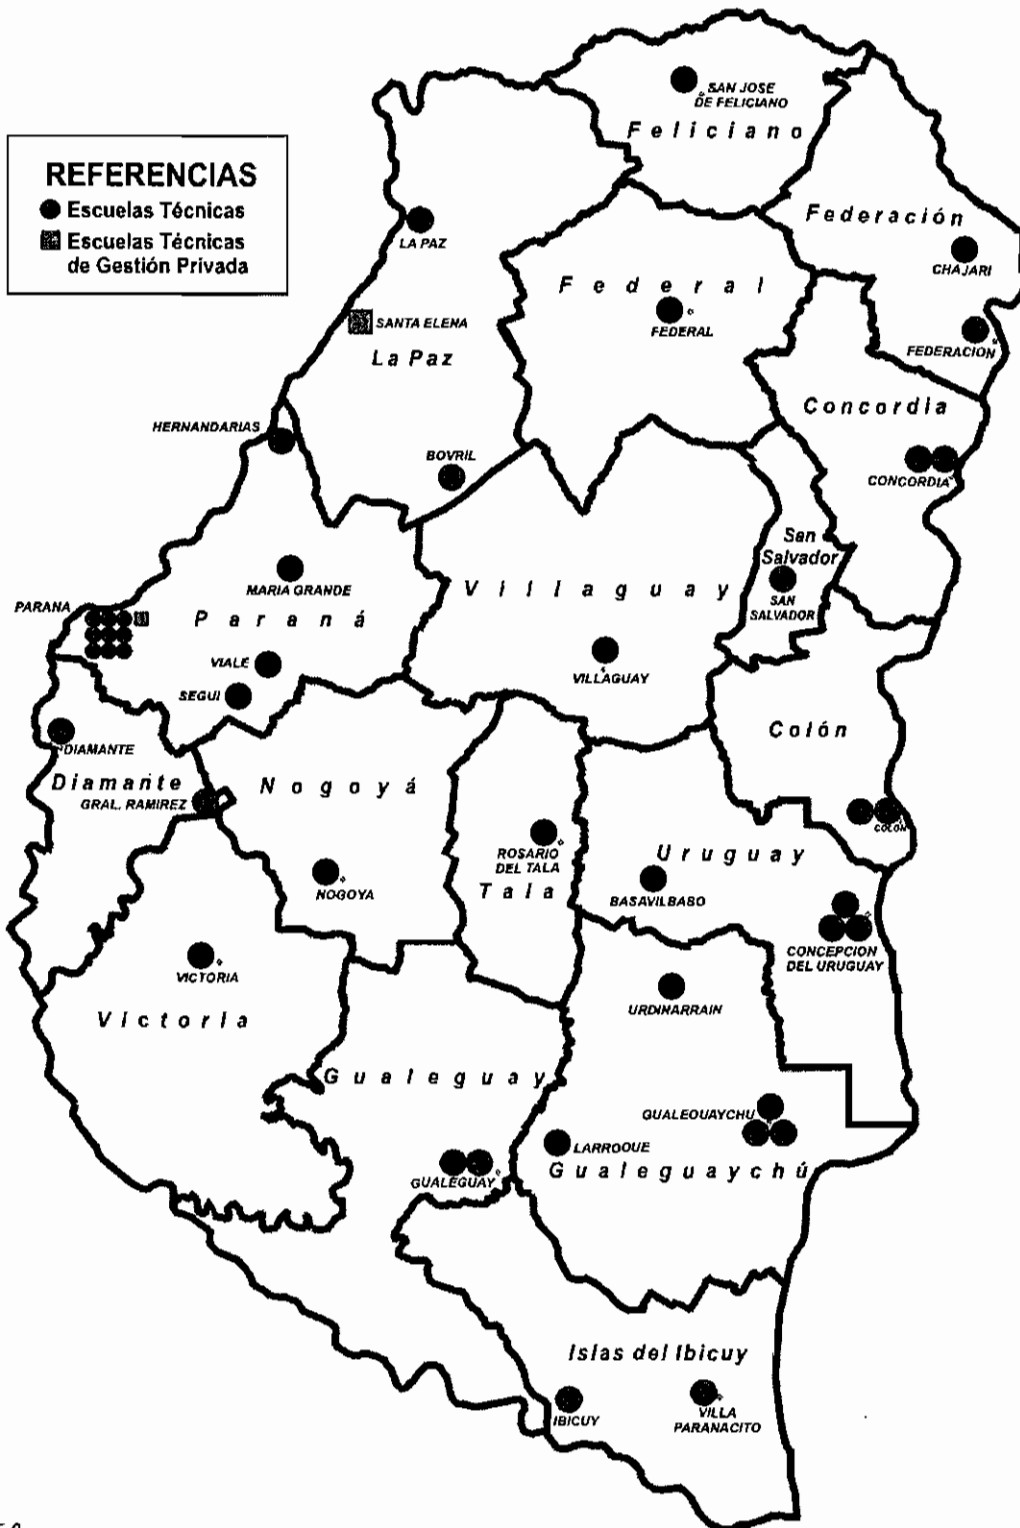 REFERENCIAS
Escuelas Técnicas
Escuelas Técnicas
de Gestión Privada
SAN JOSE
DE FELICIANO
Feliciano
Federación
CHAJARI
FEDERACION
LA PAZ
SANTA ELENA
La Paz
Federal
FEDERAL
Concordia
CONCORDIA
HERNANDARIAS
BOVRIL
San
Salvador
SAN
SALVADOR
MARIA GRANDE
Villaguay
VILLAGUAY
PARANA
Paraná
VIALE
SEGUI
Colón
COLÓN
DIAMANTE
Diamante
GRAL. RAMIREZ
Nogoyá
NOGOYA
ROSARIO
DEL TALA
Tala
Uruguay
BASAVILBABO
CONCEPCION
DEL URUGUAY
VICTORIA
Victoria
URDINARRAIN
Gualeguay
GUALEGUAY
GUALEOUAYCHU
LARROQUE
Gualeguaychú
Islas del Ibicuy
IBICUY
VILLA
PARANACITO